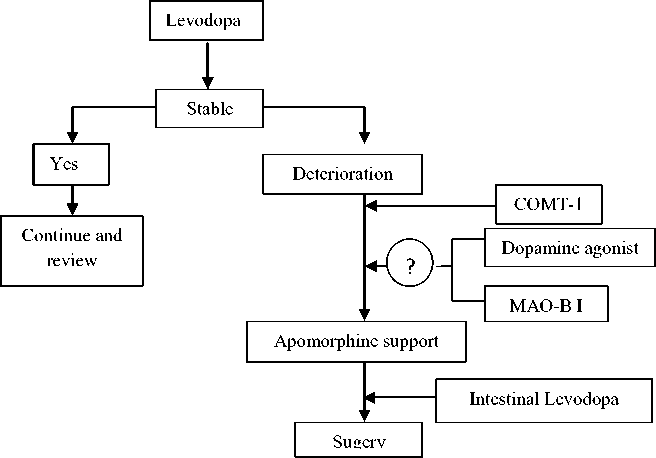 Levodopa
Stable
Yes
Deterioration
COMT-I
Continue and
review
?
Dopamine agonist
MAO-B I
Apomorphine support
Intestinal Levodopa
Sugery